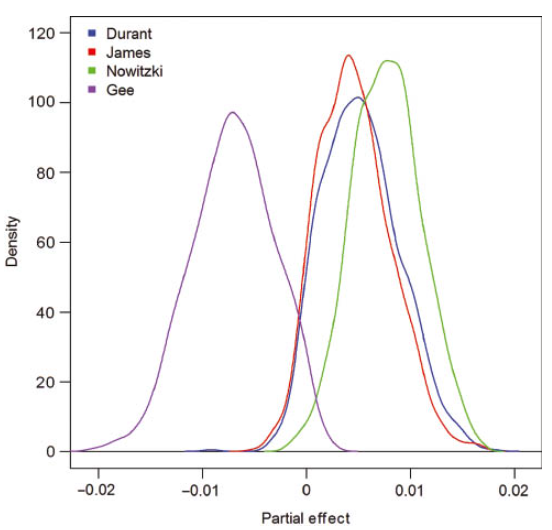 Durant
James
Nowitzki
Gee
120
100
80
60
40
20
0
Density
−0.02
−0.01
0
0.01
0.02
Partial effect